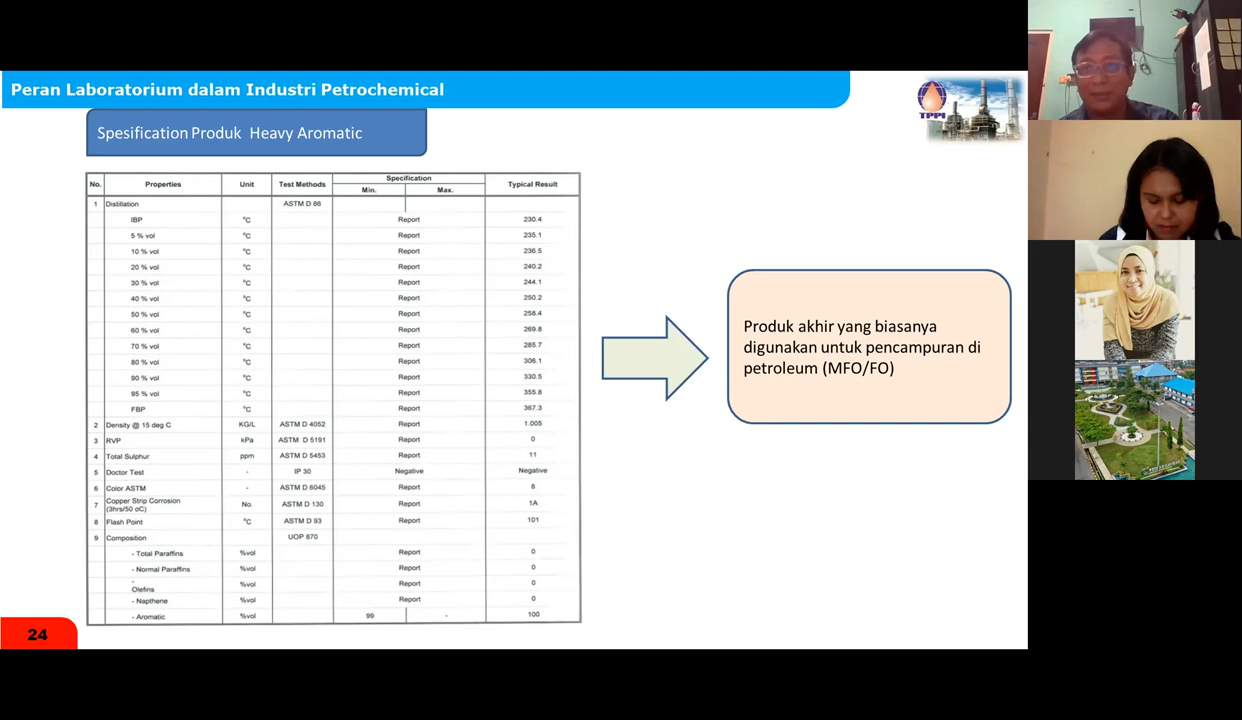 Peran Laboratorium dalam Industri Petrochemical
TPPI
Spesification Produk Heavy Aromatic
No. Properties Unit Test Methods Specification Typical Result
Min. Max.
1 Distillation ASTM D 86
IBP °C Report 230.4
5 % vol °C Report 235.1
10 % vol °C Report 236.5
20 % vol °C Report 240.2
30 % vol °C Report 244.1
40 % vol °C Report 250.2
50 % vol °C Report 258.4
60 % vol °C Report 269.8
70 % vol °C Report 285.7
80 % vol °C Report 306.1
90 % vol °C Report 330.5
95 % vol °C Report 355.8
FBP °C Report 367.3
2 Density @ 15 deg C KG/L ASTM D 4052 Report 1.005
3 RVP kPa ASTM D 5191 Report 0
4 Total Sulphur ppm ASTM D 5453 Report 11
5 Doctor Test - IP 30 Negative Negative
6 Color ASTM - ASTM D 6045 Report 8
7 Copper Strip Corrosion
(3hrs/50 oC) No. ASTM D 130 Report 1A
8 Flash Point °C ASTM D 93 Report 101
9 Composition UOP 870
- Total Paraffins %vol Report 0
- Normal Paraffins %vol Report 0
-
Olefins %vol Report 0
- Napthene %vol Report 0
- Aromatic %vol 99 - 100
Produk akhir yang biasanya
digunakan untuk pencampuran di
petroleum (MFO/FO)
24